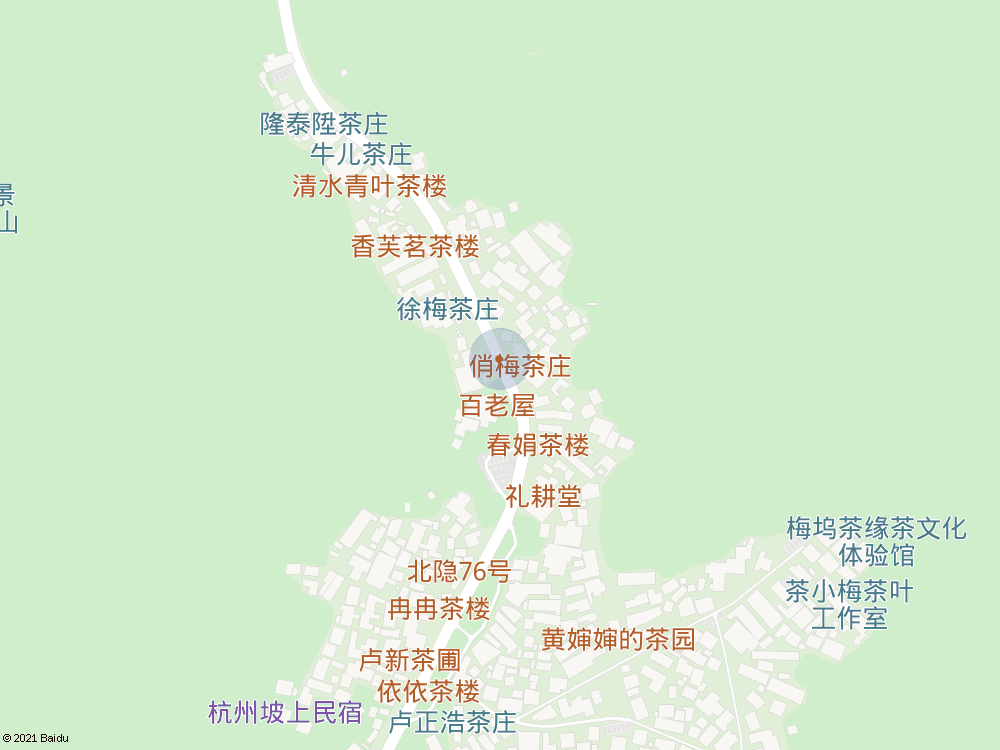 隆泰陞茶庄
牛儿茶庄
清水青叶茶楼
景
山
香芙茗茶楼
徐梅茶庄
俏梅茶庄
百老屋
春娟茶楼
礼耕堂
梅坞茶缘茶文化
体验馆
北隐76号
茶小梅茶叶
工作室
冉冉茶楼
黄婶婶的茶园
卢新茶圃
依依茶楼
杭州坡上民宿
卢正浩茶庄
© 2021 Baidu